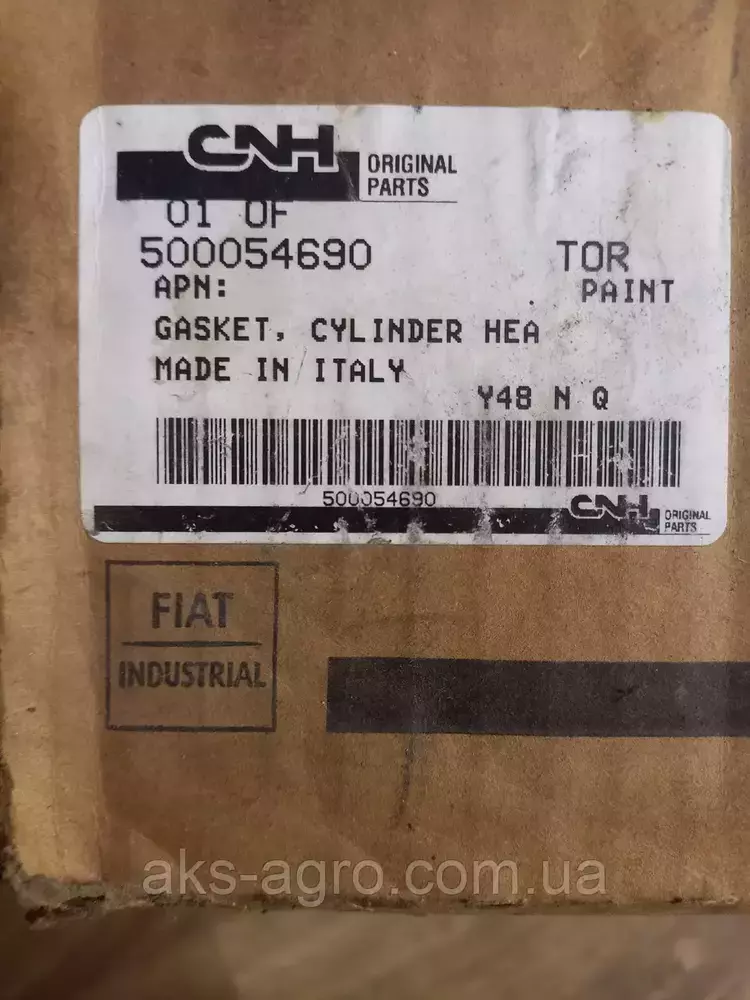 CNH
ORIGINAL
PARTS
01 OF
500054690 TOR
APN: PAINT
GASKET, CYLINDER HEA
MADE IN ITALY
Y48 N Q
500054690
CNH ORIGINAL
PARTS
FIAT
INDUSTRIAL
aks-agro.com.ua